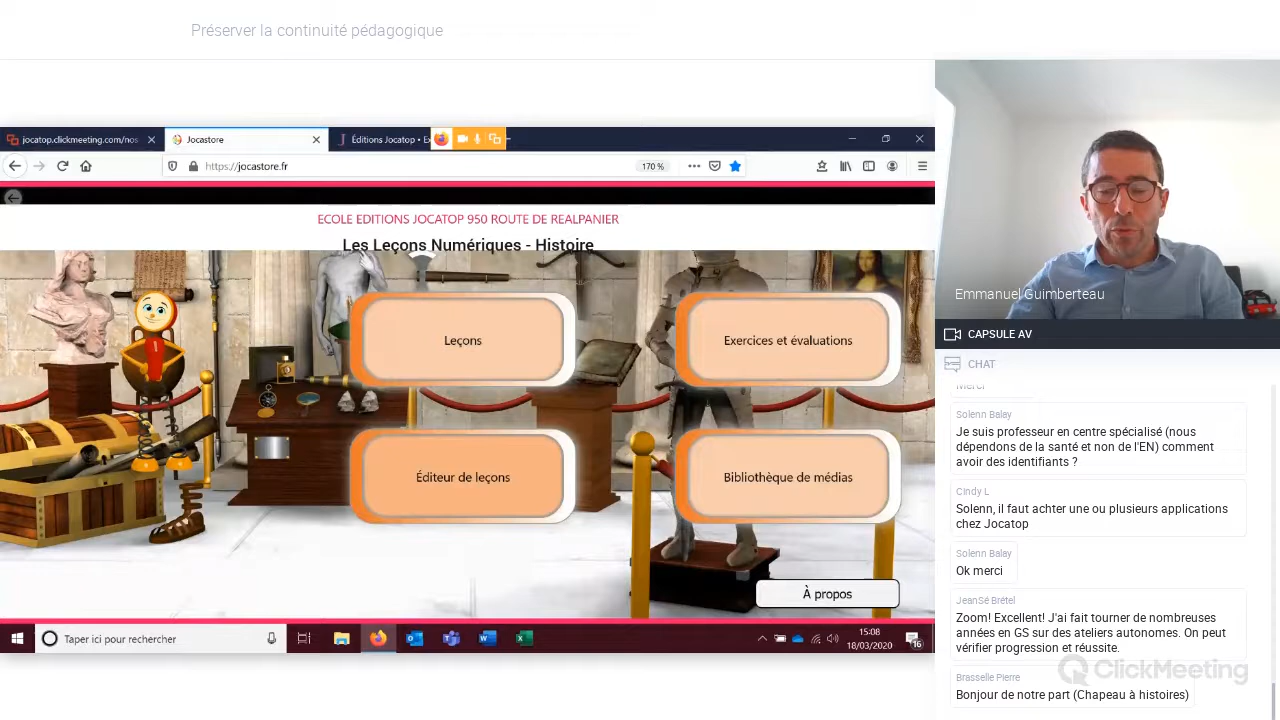 Préserver la continuité pédagogique
jocatop.clickmeeting.com/nos
Jocastore
Éditions Jocatop • Ex
https://jocastore.fr
170 %
ECOLE EDITIONS JOCATOP 950 ROUTE DE REALPANIER
Les Leçons Numériques - Histoire
Leçons
Exercices et évaluations
Éditeur de leçons
Bibliothèque de médias
À propos
Taper ici pour rechercher
15:08
18/03/2020
16
Emmanuel Guimberteau
CAPSULE AV
CHAT
Merci
Solenn Balay
Je suis professeur en centre spécialisé (nous
dépendons de la santé et non de l'EN) comment
avoir des identifiants ?
Cindy L
Solenn, il faut achter une ou plusieurs applications
chez Jocatop
Solenn Balay
Ok merci
JeanSé Brétel
Zoom! Excellent! J'ai fait tourner de nombreuses
années en GS sur des ateliers autonomes. On peut
vérifier progression et réussite.
ClickMeeting
Brasselle Pierre
Bonjour de notre part (Chapeau à histoires)